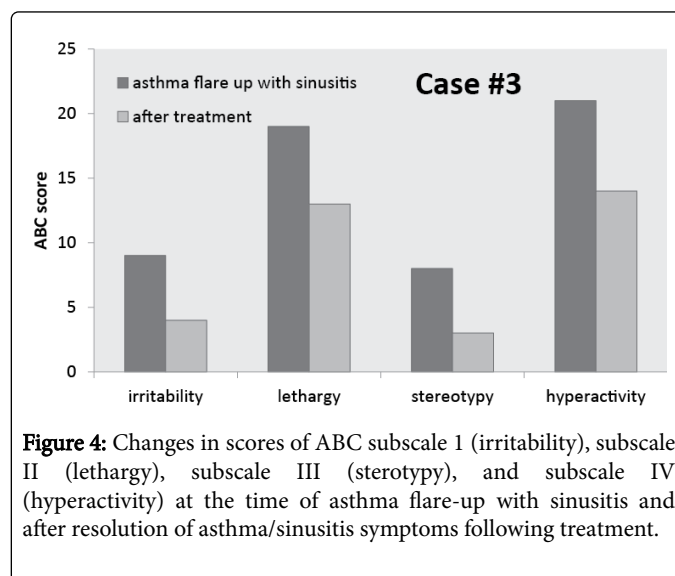 25
20
15
10
5
0
ABC score
asthma flare up with sinusitis
after treatment
Case #3
irritability lethargy stereotypy hyperactivity
Figure 4: Changes in scores of ABC subscale 1 (irritability), subscale
II (lethargy), subscale III (sterotypy), and subscale IV
(hyperactivity) at the time of asthma flare-up with sinusitis and
after resolution of asthma/sinusitis symptoms following treatment.